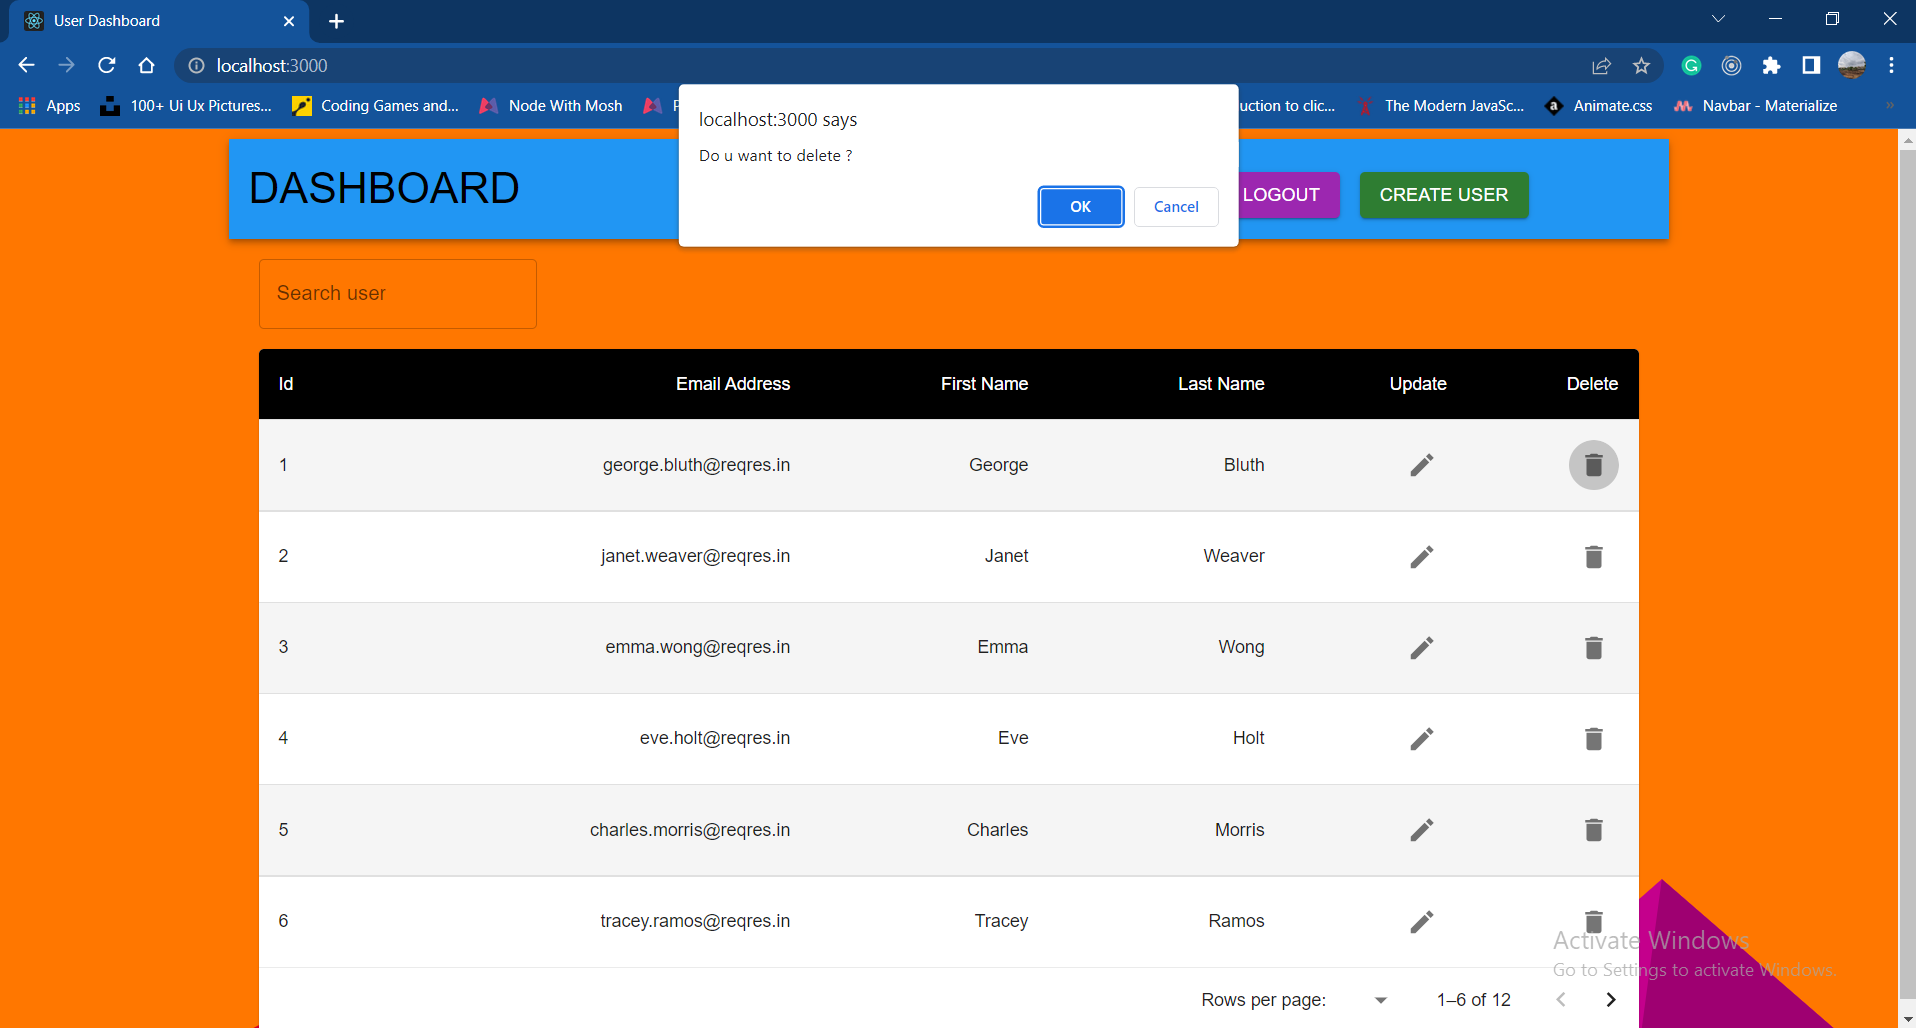 User Dashboard
localhost:3000
Apps
100+ Ui Ux Pictures...
Coding Games and...
Node With Mosh
uction to clic...
The Modern JavaSc...
Animate.css
Navbar - Materialize
localhost:3000 says
Do u want to delete ?
OK
Cancel
DASHBOARD
LOGOUT
CREATE USER
Search user
Id Email Address First Name Last Name Update Delete
1 george.bluth@reqres.in George Bluth
2 janet.weaver@reqres.in Janet Weaver
3 emma.wong@reqres.in Emma Wong
4 eve.holt@reqres.in Eve Holt
5 charles.morris@reqres.in Charles Morris
6 tracey.ramos@reqres.in Tracey Ramos
Activate Windows
Go to Settings to activate Windows.
Rows per page: 1–6 of 12